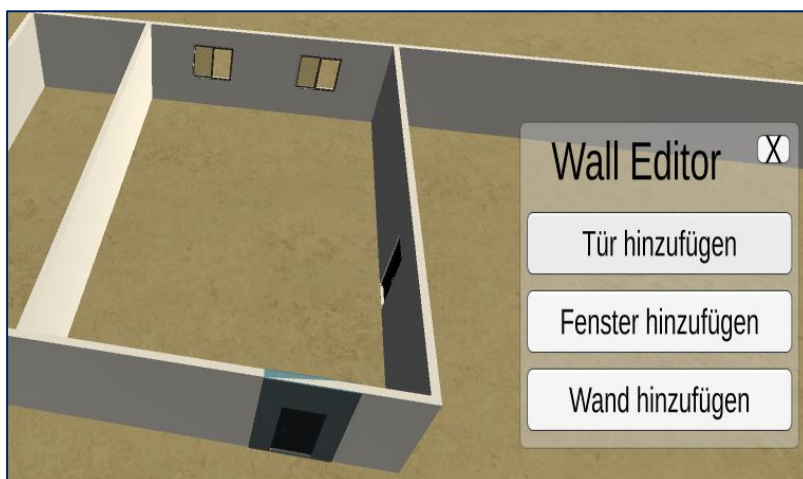 Wall Editor X
Tür hinzufügen
Fenster hinzufügen
Wand hinzufügen